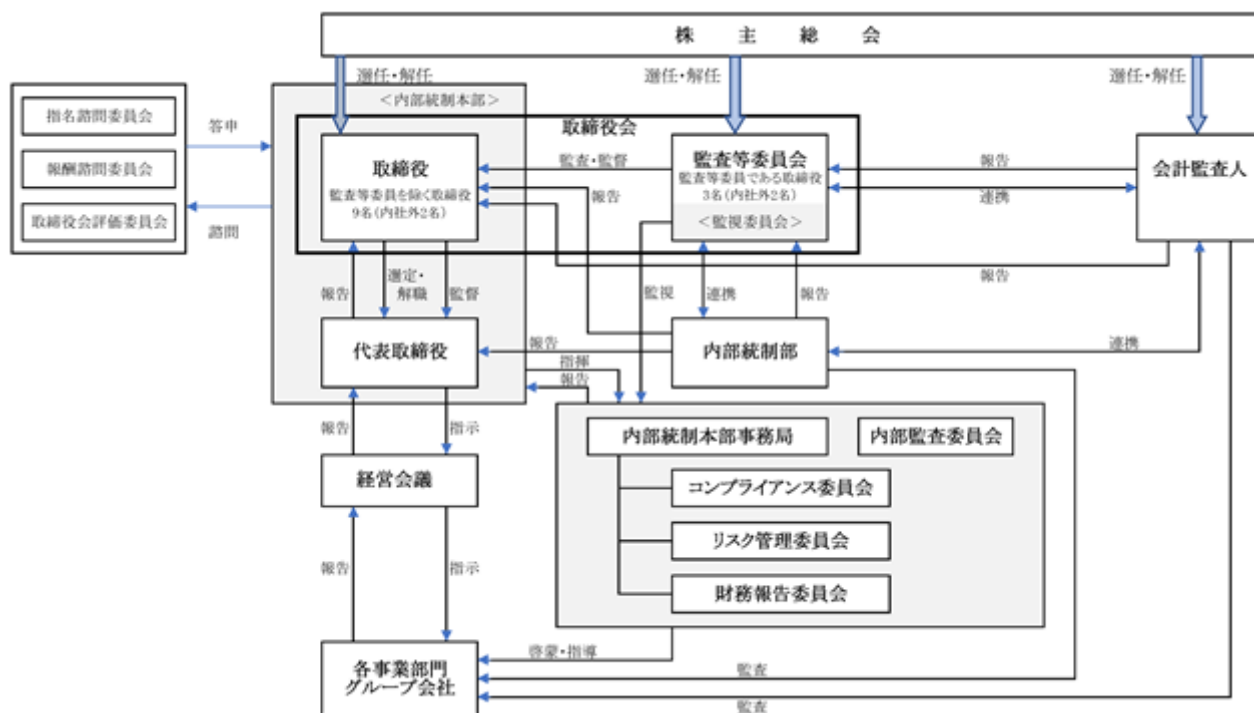 株主総会
選任・解任
選任・解任
選任・解任
＜内部統制本部＞
指名諮問委員会
報酬諮問委員会
取締役会評価委員会
答申
諮問
取締役会
取締役
監査等委員を除く取締役
9名(内社外2名)
監査・監督
報告
監査等委員会
監査等委員である取締役
3名(内社外2名)
＜監視委員会＞
報告
連携
会計監査人
報告
報告
選定・
解職
監督
監視
連携
報告
代表取締役
報告
指揮
報告
内部統制部
連携
報告
指示
経営会議
内部統制本部事務局
内部監査委員会
コンプライアンス委員会
リスク管理委員会
財務報告委員会
報告
指示
啓蒙・指導
各事業部門
グループ会社
監査
監査